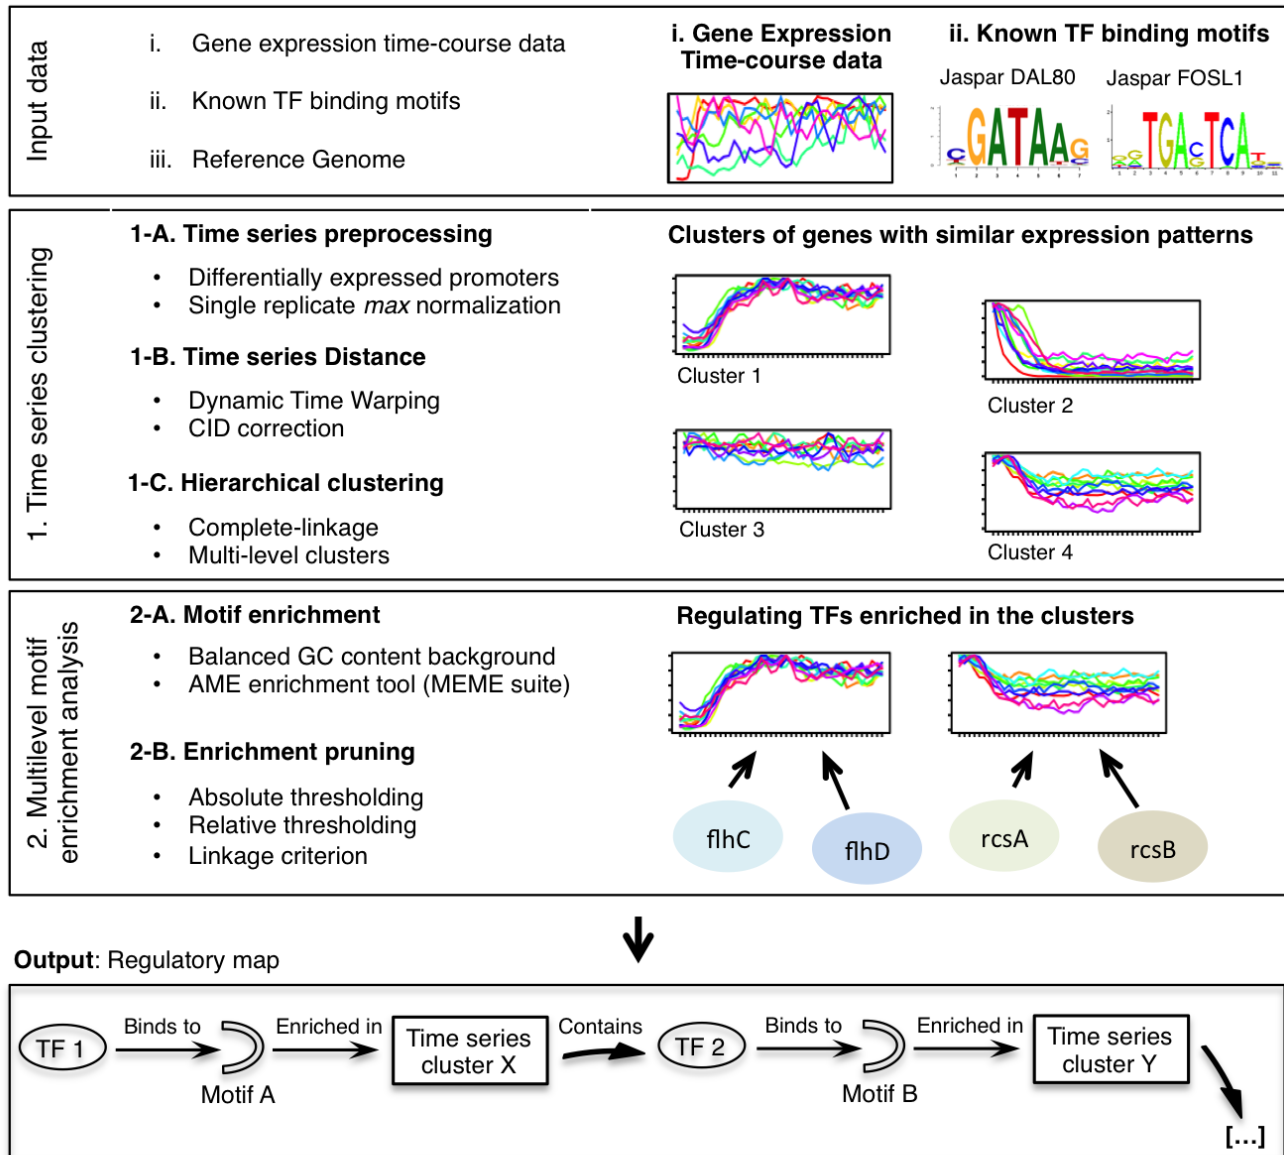 Input data
i. Gene expression time-course data
ii. Known TF binding motifs
iii. Reference Genome
i. Gene Expression
Time-course data
ii. Known TF binding motifs
Jaspar DAL80
Jaspar FOSL1
GATAAG
TGACTCA
1. Time series clustering
1-A. Time series preprocessing
• Differentially expressed promoters
• Single replicate max normalization
1-B. Time series Distance
• Dynamic Time Warping
• CID correction
1-C. Hierarchical clustering
• Complete-linkage
• Multi-level clusters
Clusters of genes with similar expression patterns
Cluster 1
Cluster 2
Cluster 3
Cluster 4
2. Multilevel motif
enrichment analysis
2-A. Motif enrichment
• Balanced GC content background
• AME enrichment tool (MEME suite)
2-B. Enrichment pruning
• Absolute thresholding
• Relative thresholding
• Linkage criterion
Regulating TFs enriched in the clusters
flhC
flhD
rcsA
rcsB
Output: Regulatory map
TF 1
Binds to
Motif A
Enriched in
Time series
cluster X
Contains
TF 2
Binds to
Motif B
Enriched in
Time series
cluster Y
[...]